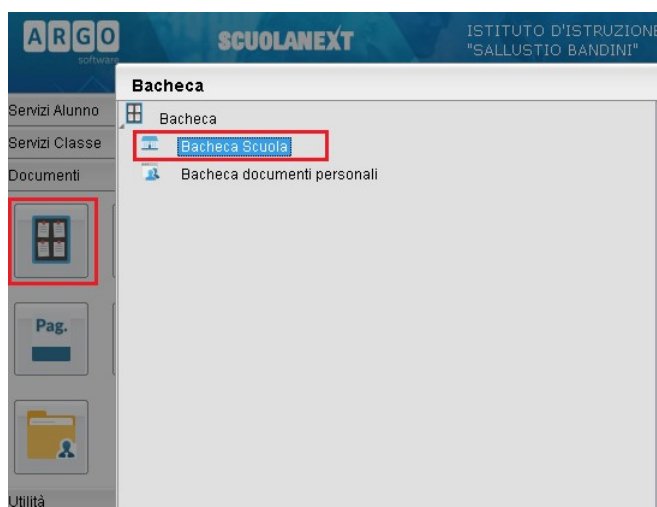 ARGO
software
SCUOLANEXT
ISTITUTO D'ISTRUZIONE
"SALLUSTIO BANDINI"
Bacheca
Servizi Alunno
Bacheca
Servizi Classe
Bacheca Scuola
Documenti
Bacheca documenti personali
Pag.
Utilità